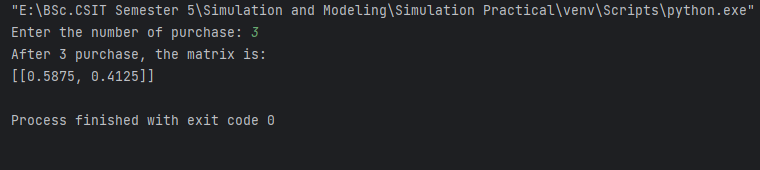 "E:\BSc.CSIT Semester 5\Simulation and Modeling\Simulation Practical\venv\Scripts\python.exe"
Enter the number of purchase: 3
After 3 purchase, the matrix is:
[[0.5875, 0.4125]]
Process finished with exit code 0